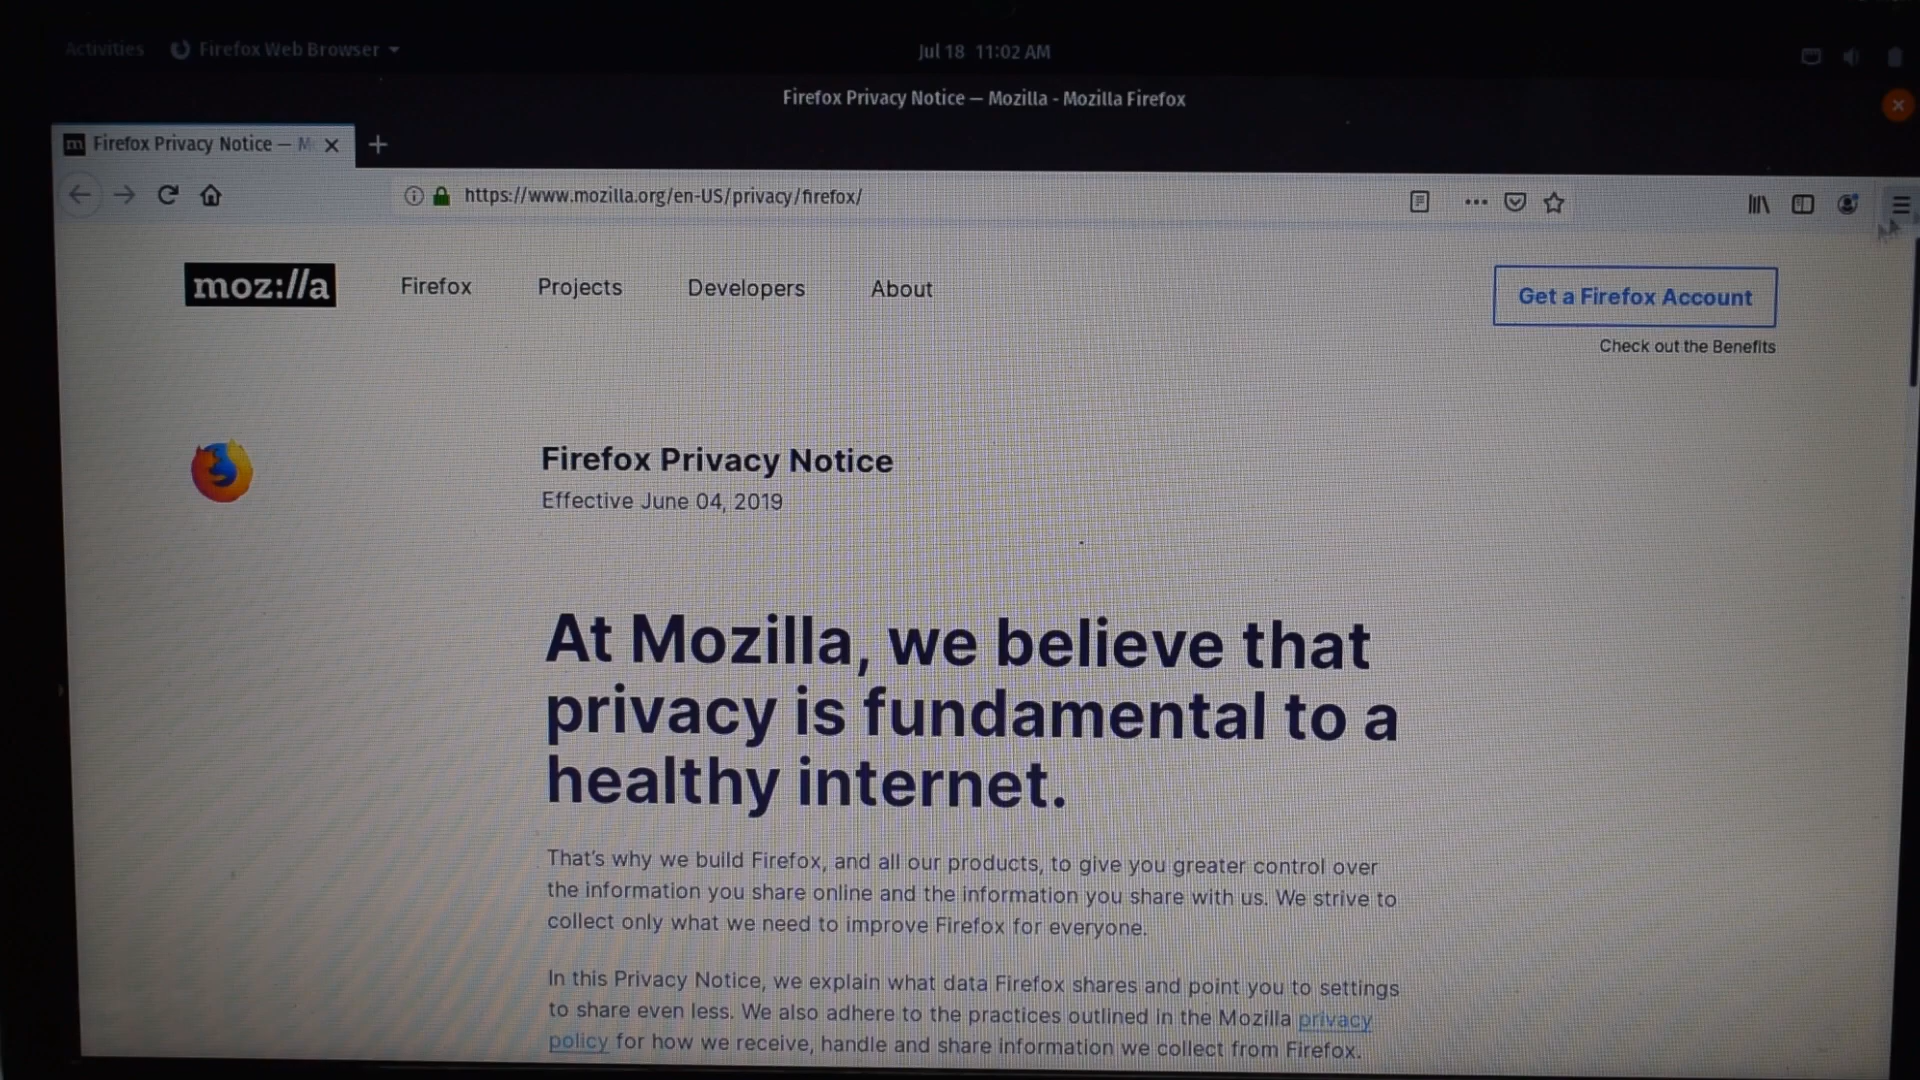 Activities Firefox Web Browser Jul 18 11:02 AM
Firefox Privacy Notice — Mozilla - Mozilla Firefox
Firefox Privacy Notice — M
https://www.mozilla.org/en-US/privacy/firefox/
moz://a Firefox Projects Developers About Get a Firefox Account
Check out the Benefits
Firefox Privacy Notice
Effective June 04, 2019
At Mozilla, we believe that
privacy is fundamental to a
healthy internet.
That's why we build Firefox, and all our products, to give you greater control over
the information you share online and the information you share with us. We strive to
collect only what we need to improve Firefox for everyone.
In this Privacy Notice, we explain what data Firefox shares and point you to settings
to share even less. We also adhere to the practices outlined in the Mozilla privacy
policy for how we receive, handle and share information we collect from Firefox.